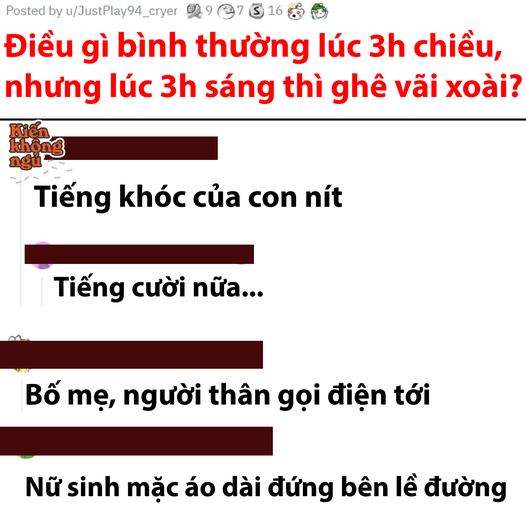 Posted by u/JustPlay94_cryer 9 7 S 16
Điều gì bình thường lúc 3h chiều,
nhưng lúc 3h sáng thì ghê vãi xoài?
Kiến
không
ngủ
Tiếng khóc của con nít
Tiếng cười nữa...
Bố mẹ, người thân gọi điện tới
Nữ sinh mặc áo dài đứng bên lề đường